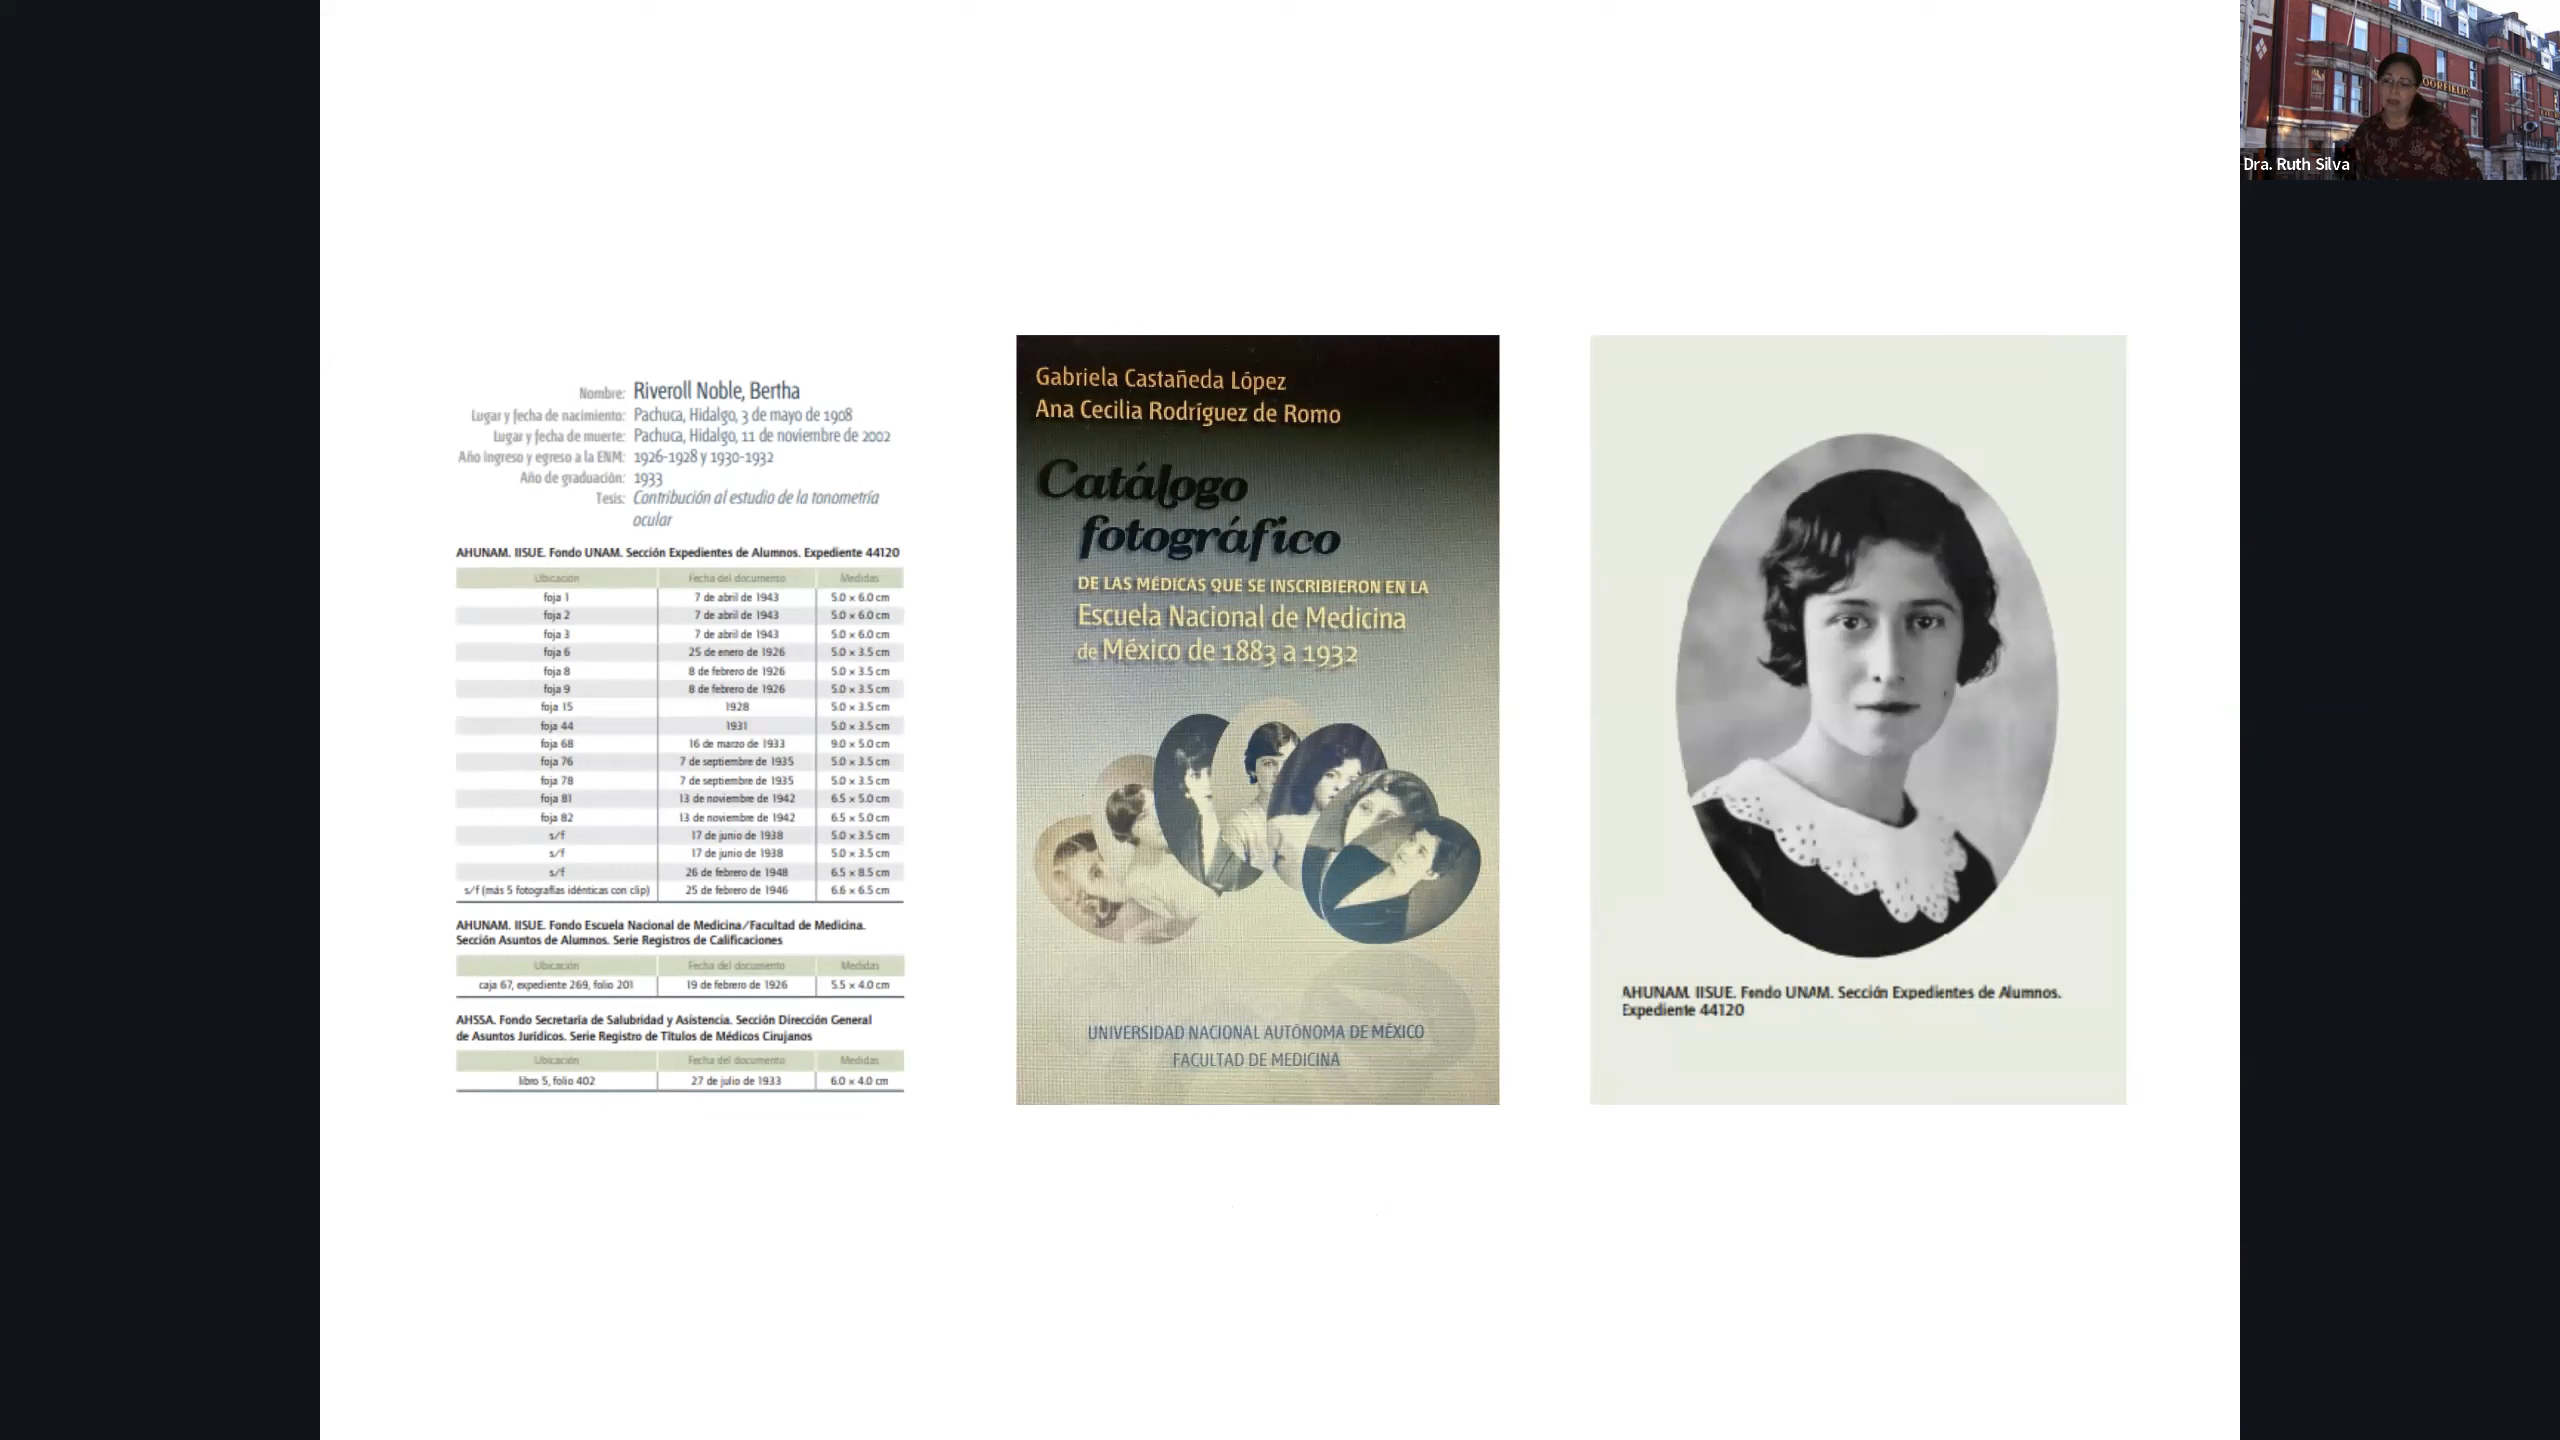 Nombre: Riveroll Noble, Bertha
Lugar y fecha de nacimiento: Pachuca, Hidalgo, 3 de mayo de 1908
Lugar y fecha de muerte: Pachuca, Hidalgo, 11 de noviembre de 2002
Año ingreso y egreso a la ENM: 1926-1928 y 1930-1932
Año de graduación: 1933
Tesis: Contribución al estudio de la tonometría
ocular
AHUNAM. IISUE. Fondo UNAM. Sección Expedientes de Alumnos. Expediente 44120
Ubicación Fecha del documento Medidas
foja 1 7 de abril de 1943 5.0 × 6.0 cm
foja 2 7 de abril de 1943 5.0 × 6.0 cm
foja 3 7 de abril de 1943 5.0 × 6.0 cm
foja 6 25 de enero de 1926 5.0 × 3.5 cm
foja 8 8 de febrero de 1926 5.0 × 3.5 cm
foja 9 8 de febrero de 1926 5.0 × 3.5 cm
foja 15 1928 5.0 × 3.5 cm
foja 44 1931 5.0 × 3.5 cm
foja 68 16 de marzo de 1933 9.0 × 5.0 cm
foja 76 7 de septiembre de 1935 5.0 × 3.5 cm
foja 78 7 de septiembre de 1935 5.0 × 3.5 cm
foja 81 13 de noviembre de 1942 6.5 × 5.0 cm
foja 82 13 de noviembre de 1942 6.5 × 5.0 cm
s/f 17 de junio de 1938 5.0 × 3.5 cm
s/f 17 de junio de 1938 5.0 × 3.5 cm
s/f 26 de febrero de 1948 6.5 × 8.5 cm
s/f (más 5 fotografías idénticas con clip) 25 de febrero de 1946 6.6 × 6.5 cm
AHUNAM. IISUE. Fondo Escuela Nacional de Medicina/Facultad de Medicina.
Sección Asuntos de Alumnos. Serie Registros de Calificaciones
Ubicación Fecha del documento Medidas
caja 67, expediente 269, folio 201 19 de febrero de 1926 5.5 × 4.0 cm
AHSSA. Fondo Secretaría de Salubridad y Asistencia. Sección Dirección General
de Asuntos Jurídicos. Serie Registro de Títulos de Médicos Cirujanos
Ubicación Fecha del documento Medidas
libro 5, folio 402 27 de julio de 1933 6.0 × 4.0 cm
Gabriela Castañeda López
Ana Cecilia Rodríguez de Romo
Catálogo
fotográfico
DE LAS MÉDICAS QUE SE INSCRIBIERON EN LA
Escuela Nacional de Medicina
de México de 1883 a 1932
UNIVERSIDAD NACIONAL AUTÓNOMA DE MÉXICO
FACULTAD DE MEDICINA
AHUNAM. IISUE. Fondo UNAM. Sección Expedientes de Alumnos.
Expediente 44120
Dra. Ruth Silva